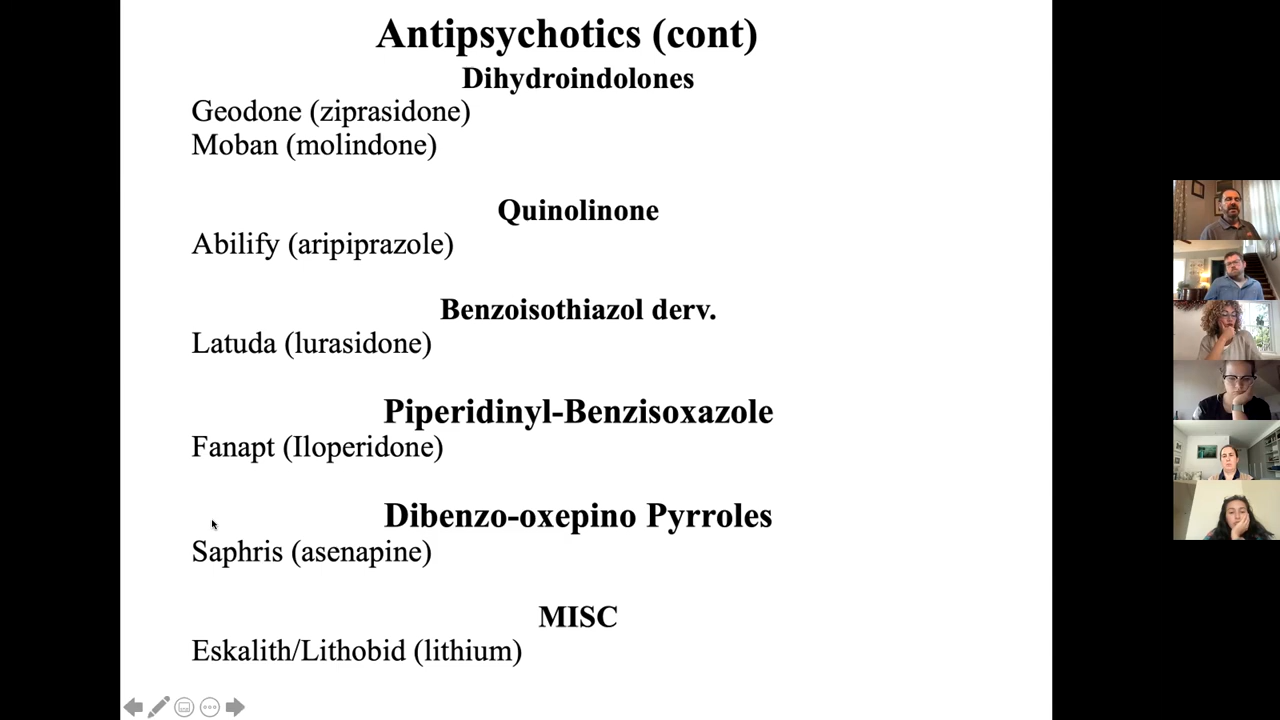 Antipsychotics (cont)
Dihydroindolones
Geodone (ziprasidone)
Moban (molindone)
Quinolinone
Abilify (aripiprazole)
Benzoisothiazol derv.
Latuda (lurasidone)
Piperidinyl-Benzisoxazole
Fanapt (Iloperidone)
Dibenzo-oxepino Pyrroles
Saphris (asenapine)
MISC
Eskalith/Lithobid (lithium)